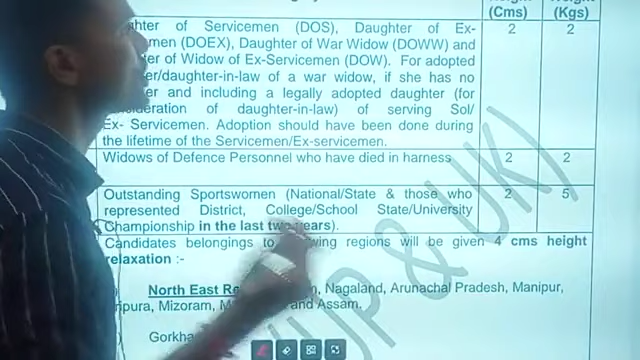 (Cms) (Kgs)
hter of Servicemen (DOS), Daughter of Ex- 2 2
men (DOEX), Daughter of War Widow (DOWW) and
er of Widow of Ex-Servicemen (DOW). For adopted
er/daughter-in-law of a war widow, if she has no
er and including a legally adopted daughter (for
ideration of daughter-in-law) of serving Sol/
Ex- Servicemen. Adoption should have been done during
the lifetime of the Servicemen/Ex-servicemen.
Widows of Defence Personnel who have died in harness 2 2
Outstanding Sportswomen (National/State & those who 2 5
represented District, College/School State/University
Championship in the last two years).
Candidates belongings to wing regions will be given 4 cms height
relaxation :-
North East Re n, Nagaland, Arunachal Pradesh, Manipur,
ripura, Mizoram, M and Assam.
Gorkha
UP & UK)